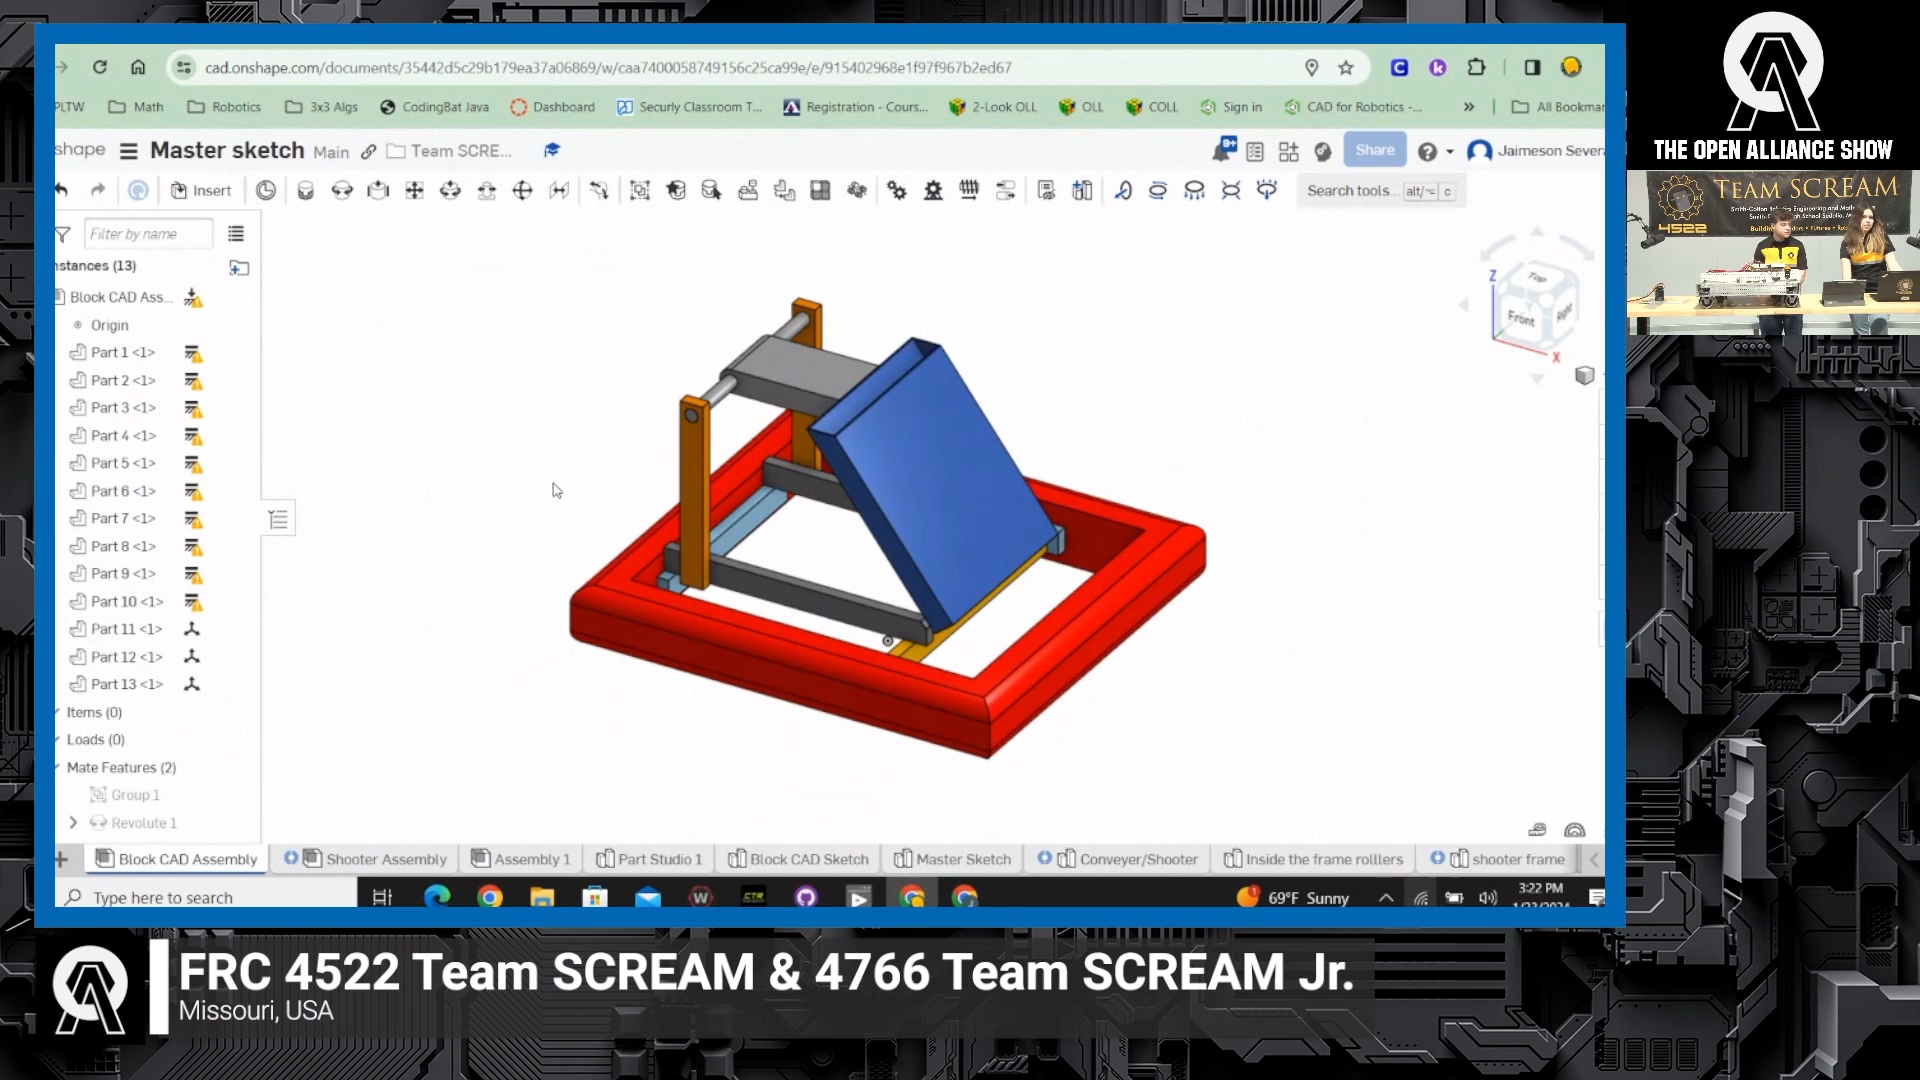 cad.onshape.com/documents/35442d5c29b179ea37a06869/w/caa7400058749156c25ca99e/e/915402968e1f97f967b2ed67
PLTW Math Robotics 3x3 Algs CodingBat Java Dashboard Securly Classroom T... Registration - Cours... 2-Look OLL OLL COLL Sign in CAD for Robotics -... » All Bookmar
shape Master sketch Main Team SCRE... 9+ Share Jaimeson Sever
Insert Search tools... alt/⌥ c
Filter by name
nstances (13)
Block CAD Ass...
Origin
Part 1 <1>
Part 2 <1>
Part 3 <1>
Part 4 <1>
Part 5 <1>
Part 6 <1>
Part 7 <1>
Part 8 <1>
Part 9 <1>
Part 10 <1>
Part 11 <1>
Part 12 <1>
Part 13 <1>
Items (0)
Loads (0)
Mate Features (2)
Group 1
Revolute 1
Z Top Front Right X
Block CAD Assembly Shooter Assembly Assembly 1 Part Studio 1 Block CAD Sketch Master Sketch Conveyer/Shooter Inside the frame rolllers shooter frame
Type here to search CTR 69°F Sunny 3:22 PM
THE OPEN ALLIANCE SHOW
TEAM SCREAM
4522
FRC 4522 Team SCREAM & 4766 Team SCREAM Jr.
Missouri, USA